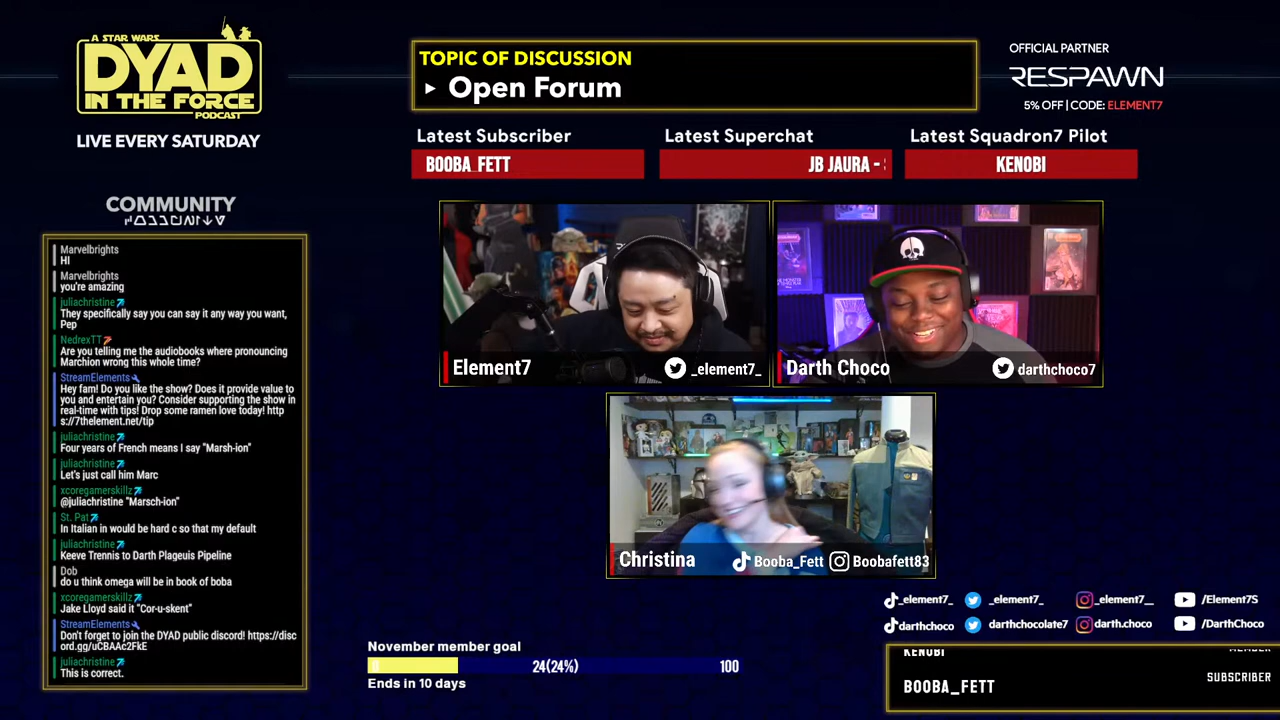 A STAR WARS
DYAD
IN THE FORCE
PODCAST
LIVE EVERY SATURDAY
TOPIC OF DISCUSSION
Open Forum
OFFICIAL PARTNER
RESPAWN
5% OFF | CODE: ELEMENT7
Latest Subscriber
BOOBA_FETT
Latest Superchat
JB JAURA -
Latest Squadron7 Pilot
KENOBI
COMMUNITY
Marvelbrights
HI
Marvelbrights
you're amazing
juliachristine
They specifically say you can say it any way you want,
Pep
NedrexTT
Are you telling me the audiobooks where pronouncing
Marchion wrong this whole time?
StreamElements
Hey fam! Do you like the show? Does it provide value to
you and entertain you? Consider supporting the show in
real-time with tips! Drop some ramen love today! http
s://7thelement.net/tip
juliachristine
Four years of French means I say "Marsh-ion"
juliachristine
Let's just call him Marc
xcoregamerskillz
@juliachristine "Marsch-ion"
St. Pat
In Italian in would be hard c so that my default
juliachristine
Keeve Trennis to Darth Plagueis Pipeline
Dob
do u think omega will be in book of boba
xcoregamerskillz
Jake Lloyd said it "Cor-u-skent"
StreamElements
Don't forget to join the DYAD public discord! https://disc
ord.gg/uCBAAc2FkE
juliachristine
This is correct.
Element7
_element7_
Darth Choco
darthchoco7
Christina
Booba_Fett
Boobafett83
_element7_
_element7_
_element7__
/Element7S
darthchoco
darthchocolate7
darth.choco
/DarthChoco
November member goal
0
24(24%)
100
Ends in 10 days
KENOBI
MEMBER
BOOBA_FETT
SUBSCRIBER